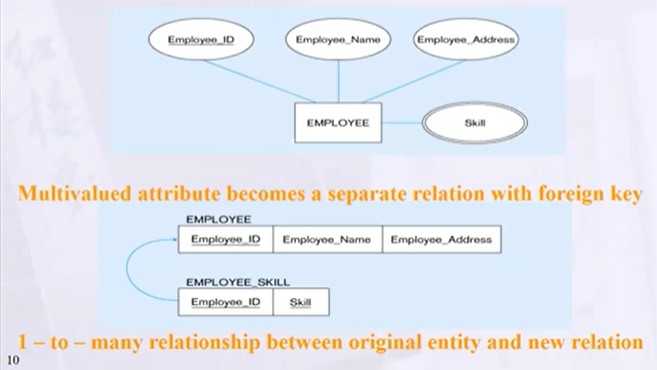 Employee_ID Employee_Name Employee_Address
EMPLOYEE Skill
Multivalued attribute becomes a separate relation with foreign key
EMPLOYEE
Employee_ID Employee_Name Employee_Address
EMPLOYEE_SKILL
Employee_ID Skill
1 – to – many relationship between original entity and new relation
10